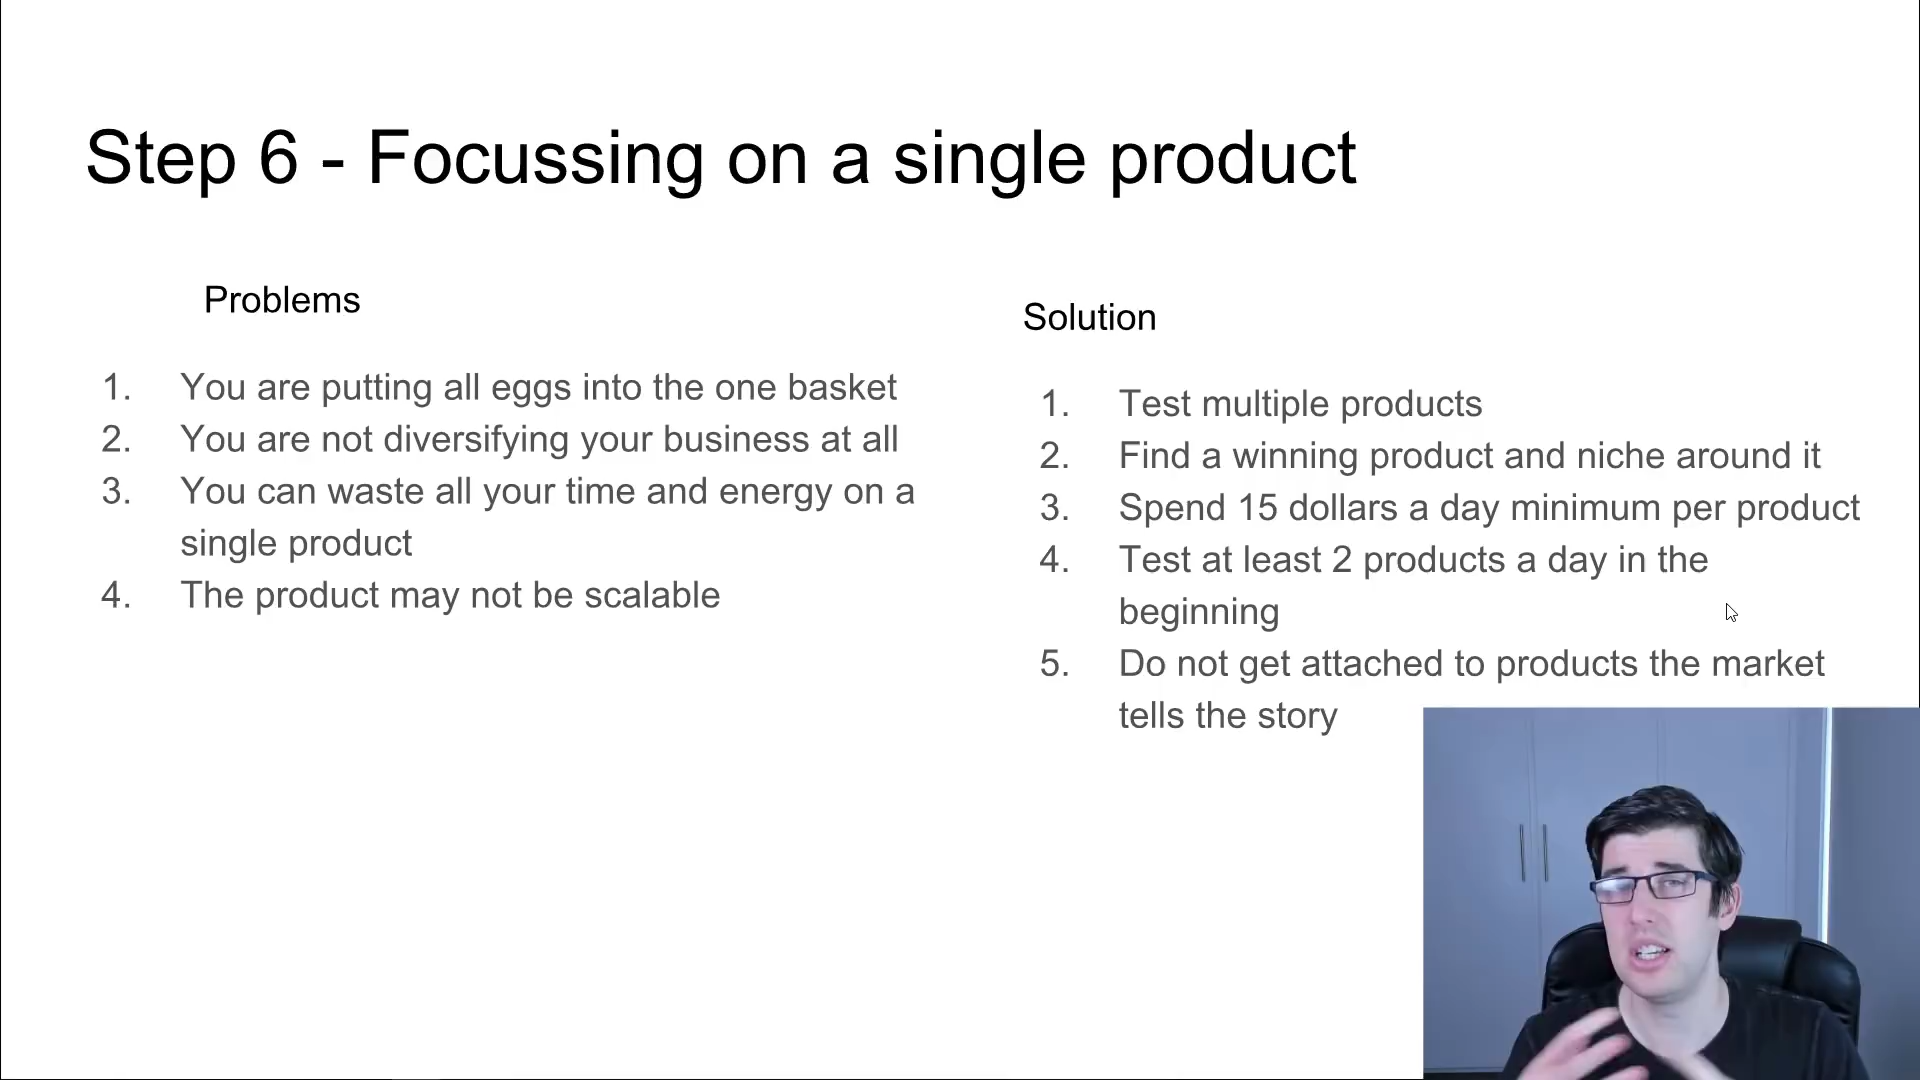 Step 6 - Focussing on a single product
Problems
1. You are putting all eggs into the one basket
2. You are not diversifying your business at all
3. You can waste all your time and energy on a
single product
4. The product may not be scalable
Solution
1. Test multiple products
2. Find a winning product and niche around it
3. Spend 15 dollars a day minimum per product
4. Test at least 2 products a day in the
beginning
5. Do not get attached to products the market
tells the story